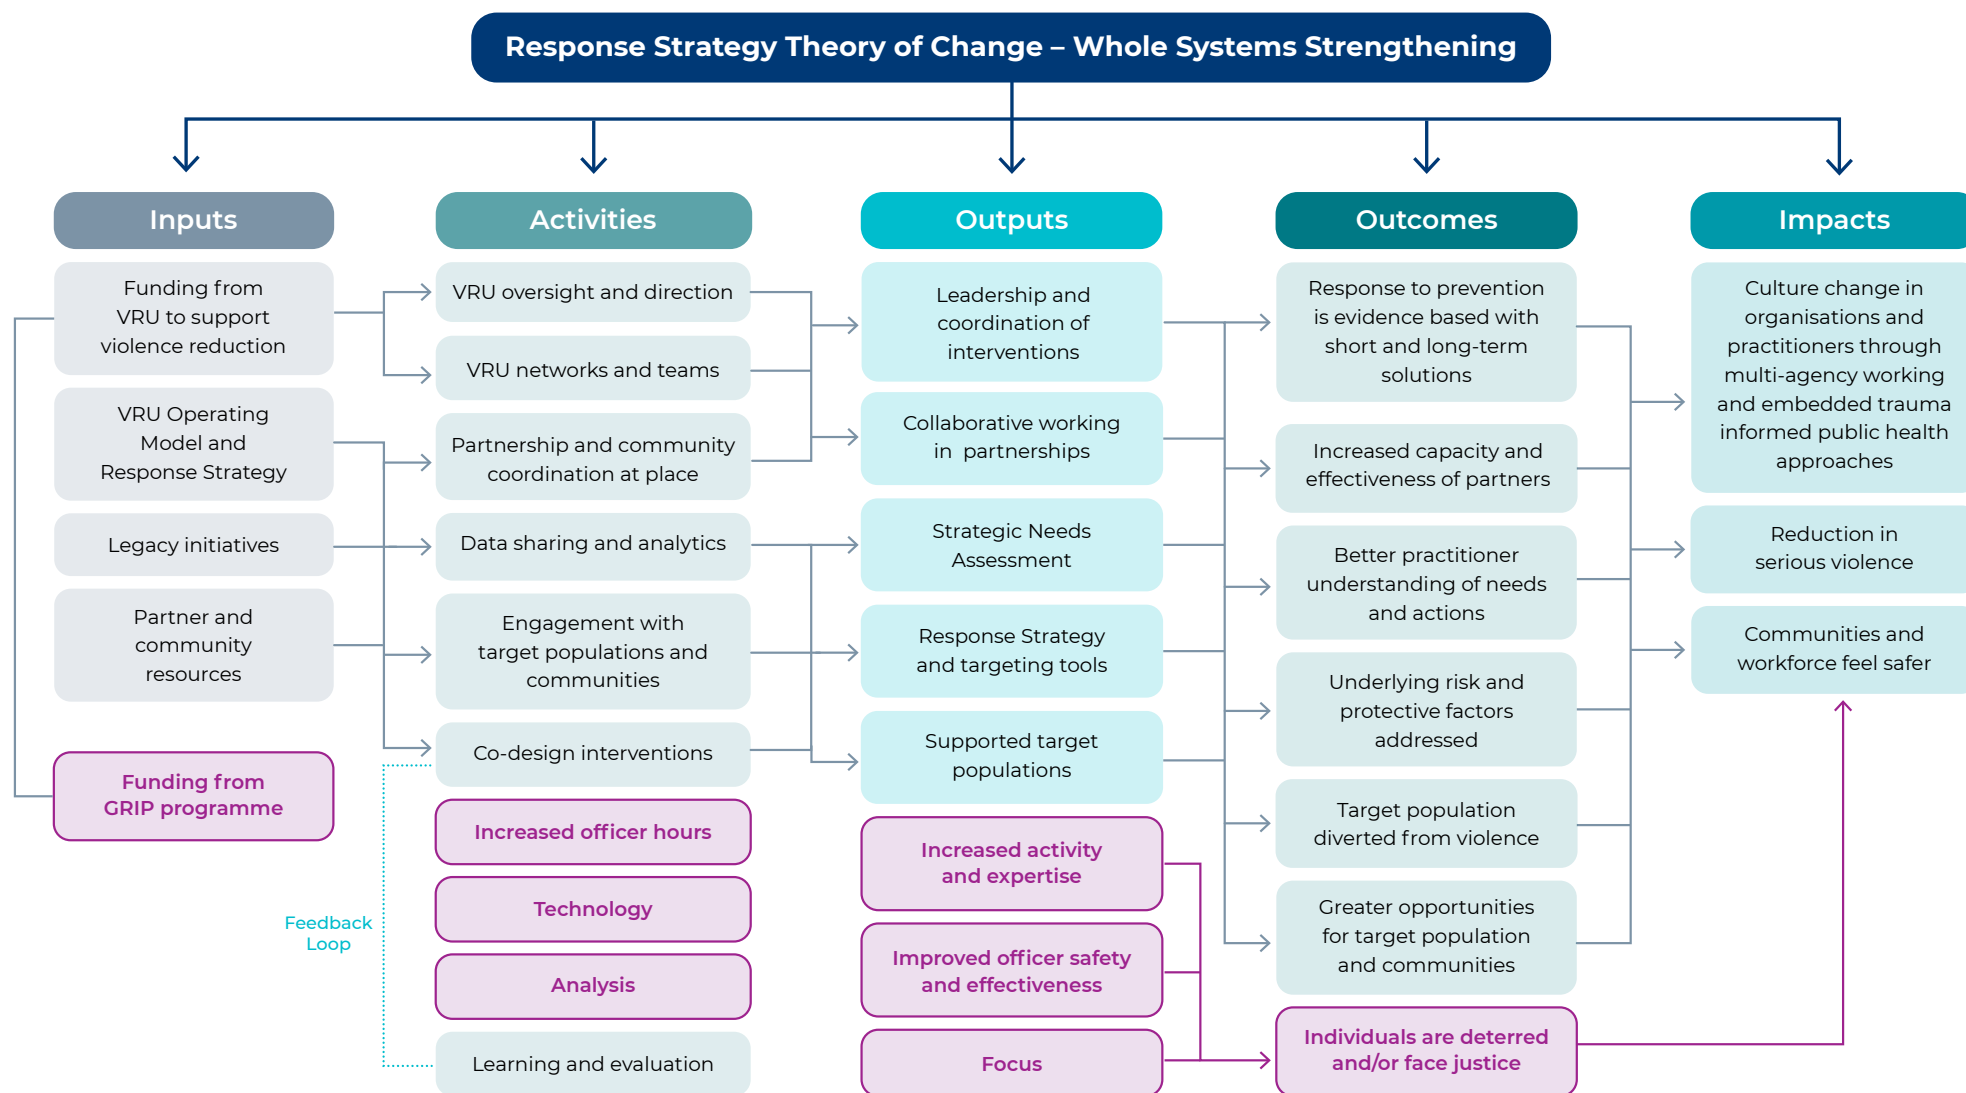 Response Strategy Theory of Change – Whole Systems Strengthening
Inputs
Funding from
VRU to support
violence reduction
VRU Operating
Model and
Response Strategy
Legacy initiatives
Partner and
community
resources
Funding from
GRIP programme
Activities
VRU oversight and direction
VRU networks and teams
Partnership and community
coordination at place
Data sharing and analytics
Engagement with
target populations and
communities
Co-design interventions
Increased officer hours
Technology
Analysis
Learning and evaluation
Feedback
Loop
Outputs
Leadership and
coordination of
interventions
Collaborative working
in partnerships
Strategic Needs
Assessment
Response Strategy
and targeting tools
Supported target
populations
Increased activity
and expertise
Improved officer safety
and effectiveness
Focus
Outcomes
Response to prevention
is evidence based with
short and long-term
solutions
Increased capacity and
effectiveness of partners
Better practitioner
understanding of needs
and actions
Underlying risk and
protective factors
addressed
Target population
diverted from violence
Greater opportunities
for target population
and communities
Individuals are deterred
and/or face justice
Impacts
Culture change in
organisations and
practitioners through
multi-agency working
and embedded trauma
informed public health
approaches
Reduction in
serious violence
Communities and
workforce feel safer